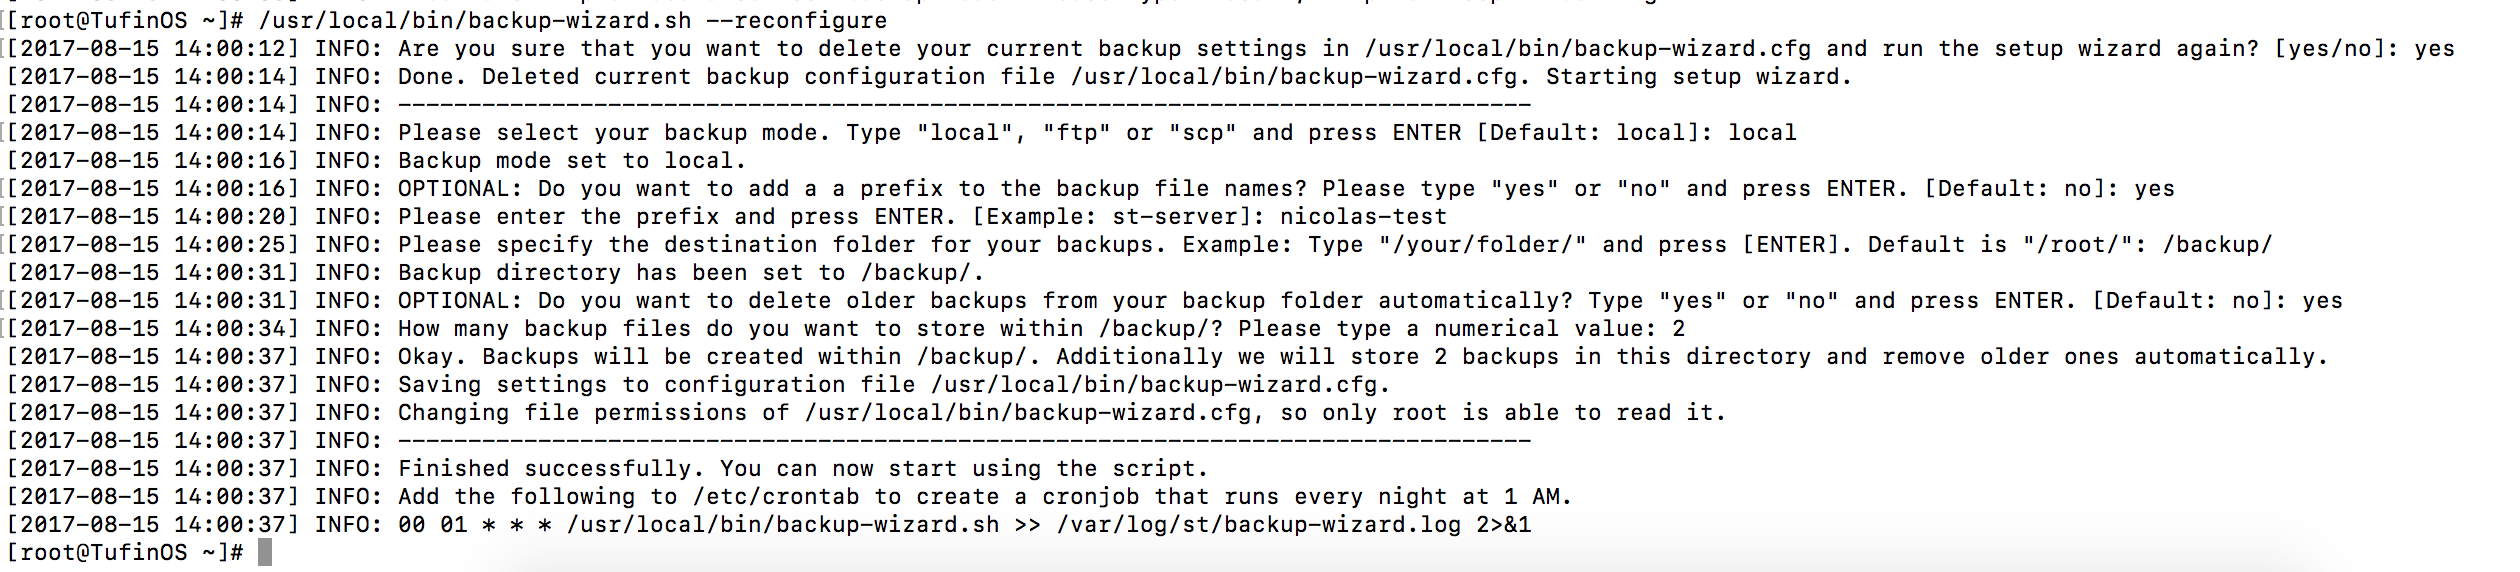 [root@TufinOS ~]# /usr/local/bin/backup-wizard.sh --reconfigure
[2017-08-15 14:00:12] INFO: Are you sure that you want to delete your current backup settings in /usr/local/bin/backup-wizard.cfg and run the setup wizard again? [yes/no]: yes
[2017-08-15 14:00:14] INFO: Done. Deleted current backup configuration file /usr/local/bin/backup-wizard.cfg. Starting setup wizard.
[2017-08-15 14:00:14] INFO: ---------------------------------------------------------------------------------
[2017-08-15 14:00:14] INFO: Please select your backup mode. Type "local", "ftp" or "scp" and press ENTER [Default: local]: local
[2017-08-15 14:00:16] INFO: Backup mode set to local.
[2017-08-15 14:00:16] INFO: OPTIONAL: Do you want to add a a prefix to the backup file names? Please type "yes" or "no" and press ENTER. [Default: no]: yes
[2017-08-15 14:00:20] INFO: Please enter the prefix and press ENTER. [Example: st-server]: nicolas-test
[2017-08-15 14:00:25] INFO: Please specify the destination folder for your backups. Example: Type "/your/folder/" and press [ENTER]. Default is "/root/": /backup/
[2017-08-15 14:00:31] INFO: Backup directory has been set to /backup/.
[2017-08-15 14:00:31] INFO: OPTIONAL: Do you want to delete older backups from your backup folder automatically? Type "yes" or "no" and press ENTER. [Default: no]: yes
[2017-08-15 14:00:34] INFO: How many backup files do you want to store within /backup/? Please type a numerical value: 2
[2017-08-15 14:00:37] INFO: Okay. Backups will be created within /backup/. Additionally we will store 2 backups in this directory and remove older ones automatically.
[2017-08-15 14:00:37] INFO: Saving settings to configuration file /usr/local/bin/backup-wizard.cfg.
[2017-08-15 14:00:37] INFO: Changing file permissions of /usr/local/bin/backup-wizard.cfg, so only root is able to read it.
[2017-08-15 14:00:37] INFO: ---------------------------------------------------------------------------------
[2017-08-15 14:00:37] INFO: Finished successfully. You can now start using the script.
[2017-08-15 14:00:37] INFO: Add the following to /etc/crontab to create a cronjob that runs every night at 1 AM.
[2017-08-15 14:00:37] INFO: 00 01 * * * /usr/local/bin/backup-wizard.sh >> /var/log/st/backup-wizard.log 2>&1
[root@TufinOS ~]#